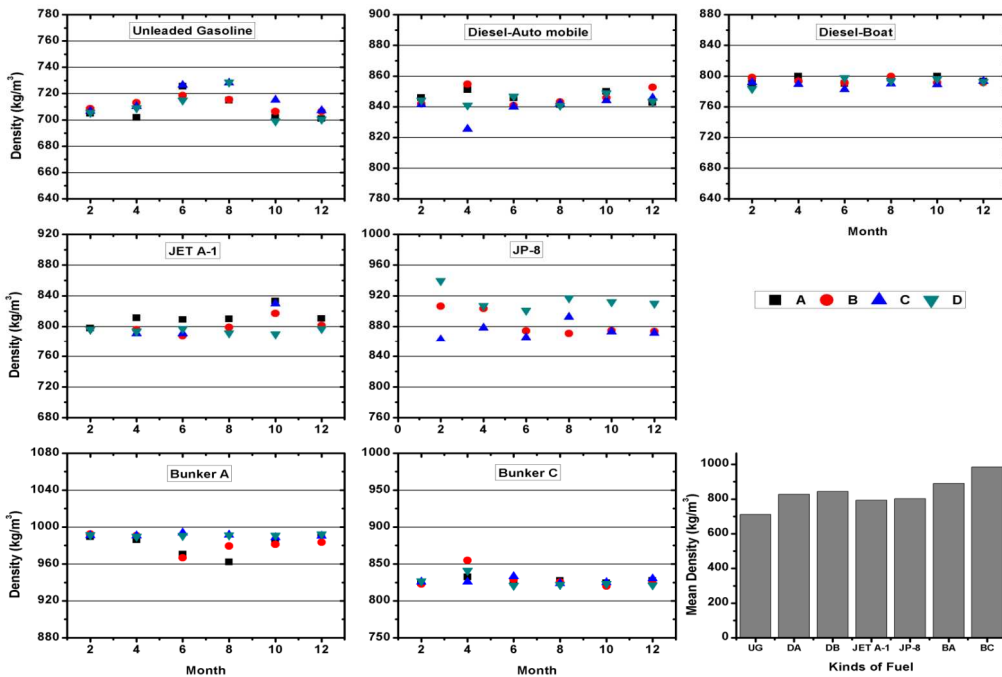 Unleaded Gasoline
Density (kg/m³)
780
760
740
720
700
680
660
640
2 4 6 8 10 12
Diesel-Auto mobile
900
880
860
840
820
800
780
2 4 6 8 10 12
Diesel-Boat
880
840
800
760
720
680
640
2 4 6 8 10 12
Month
JET A-1
Density (kg/m³)
920
880
840
800
760
720
680
2 4 6 8 10 12
JP-8
1000
960
920
880
840
800
760
0 2 4 6 8 10 12
A B C D
Bunker A
Density (kg/m³)
1080
1040
1000
960
920
880
2 4 6 8 10 12
Month
Bunker C
1000
950
900
850
800
750
2 4 6 8 10 12
Month
Mean Density (kg/m³)
1000
800
600
400
200
0
UG DA DB JET A-1 JP-8 BA BC
Kinds of Fuel